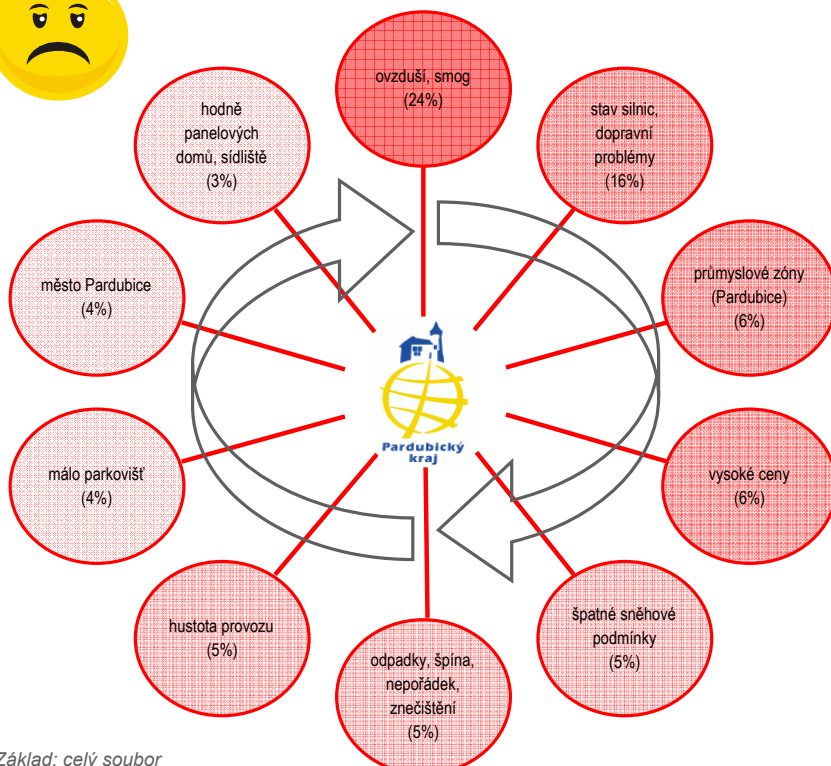 ovzduší, smog
(24%)
stav silnic,
dopravní
problémy
(16%)
průmyslové zóny
(Pardubice)
(6%)
vysoké ceny
(6%)
špatné sněhové
podmínky
(5%)
odpadky, špína,
nepořádek,
znečištění
(5%)
hustota provozu
(5%)
málo parkovišť
(4%)
město Pardubice
(4%)
hodně
panelových
domů, sídliště
(3%)
Pardubický
kraj
Základ: celý soubor